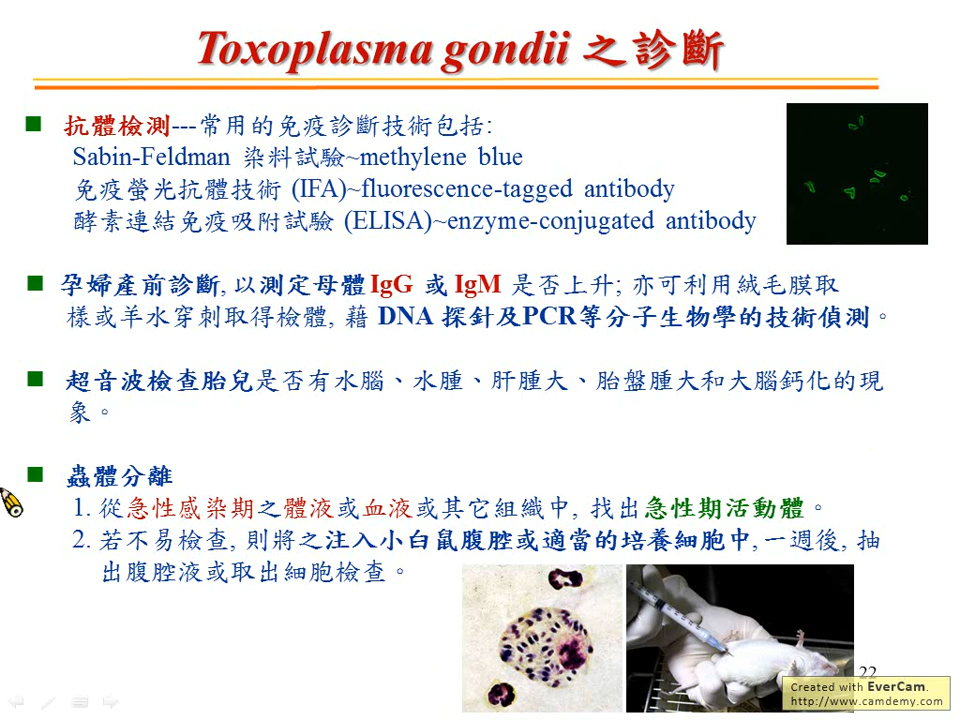 Toxoplasma gondii 之診斷
抗體檢測---常用的免疫診斷技術包括:
Sabin-Feldman 染料試驗~methylene blue
免疫螢光抗體技術 (IFA)~fluorescence-tagged antibody
酵素連結免疫吸附試驗 (ELISA)~enzyme-conjugated antibody
孕婦產前診斷, 以測定母體 IgG 或 IgM 是否上升; 亦可利用絨毛膜取
樣或羊水穿刺取得檢體, 藉 DNA 探針及PCR等分子生物學的技術偵測。
超音波檢查胎兒是否有水腦、水腫、肝腫大、胎盤腫大和大腦鈣化的現
象。
蟲體分離
1. 從急性感染期之體液或血液或其它組織中, 找出急性期活動體。
2. 若不易檢查, 則將之注入小白鼠腹腔或適當的培養細胞中, 一週後, 抽
出腹腔液或取出細胞檢查。
22
Created with EverCam.
http://www.camdemy.com